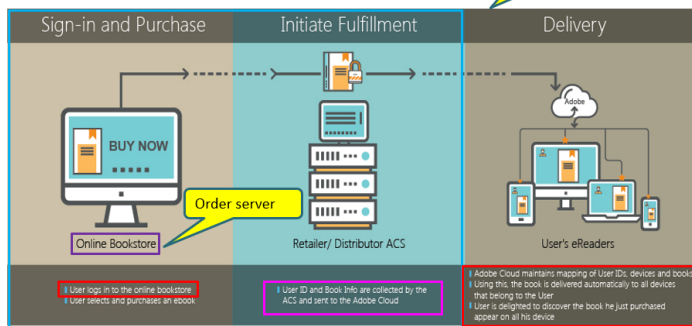 Sign-in and Purchase
Initiate Fulfillment
Delivery
Adobe
BUY NOW
Order server
Online Bookstore
Retailer/ Distributor ACS
User's eReaders
User logs in to the online bookstore
User selects and purchases an ebook
User ID and Book Info are collected by the
ACS and sent to the Adobe Cloud
Adobe Cloud maintains mapping of User IDs, devices and books
Using this, the book is delivered automatically to all devices
that belong to the User
User is delighted to discover the book he just purchased
appear on all his device